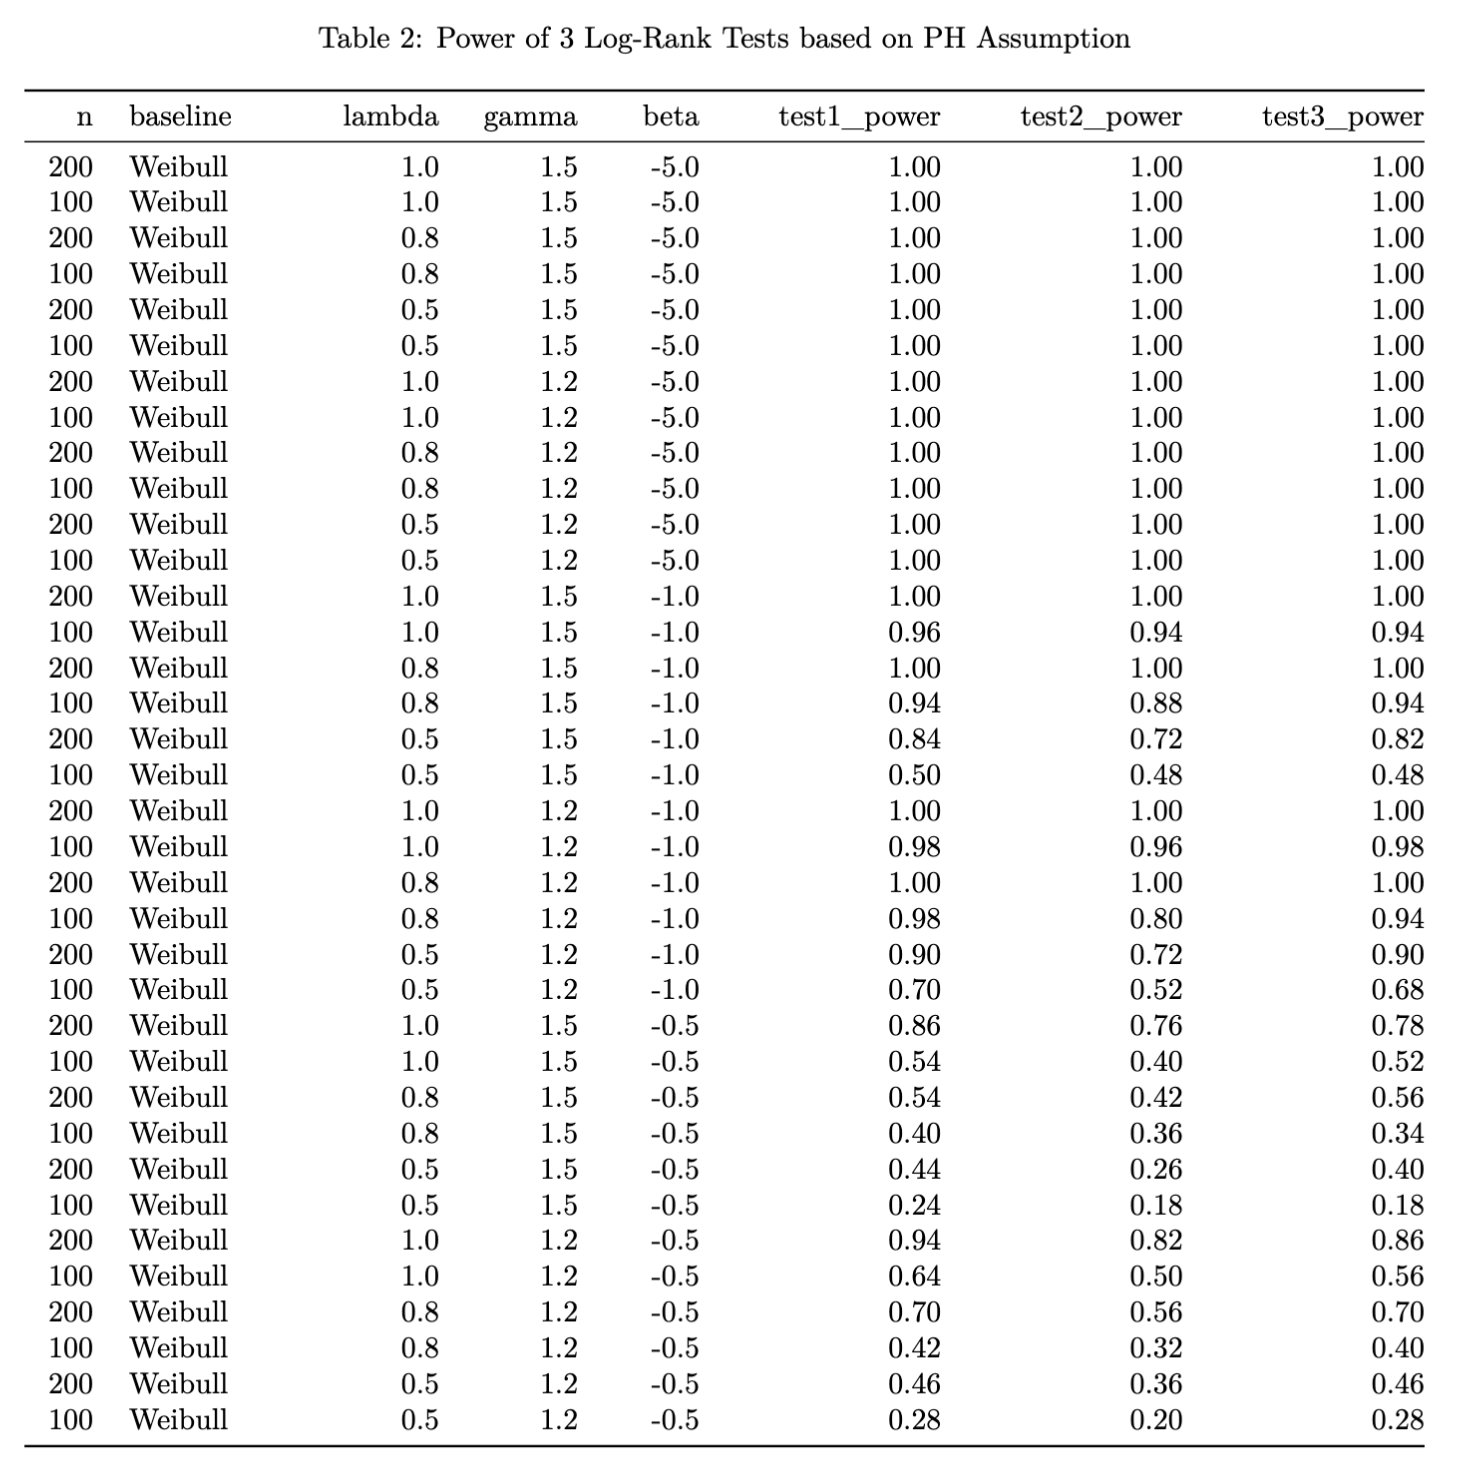 Table 2: Power of 3 Log-Rank Tests based on PH Assumption
n baseline lambda gamma beta test1_power test2_power test3_power
200 Weibull 1.0 1.5 -5.0 1.00 1.00 1.00
100 Weibull 1.0 1.5 -5.0 1.00 1.00 1.00
200 Weibull 0.8 1.5 -5.0 1.00 1.00 1.00
100 Weibull 0.8 1.5 -5.0 1.00 1.00 1.00
200 Weibull 0.5 1.5 -5.0 1.00 1.00 1.00
100 Weibull 0.5 1.5 -5.0 1.00 1.00 1.00
200 Weibull 1.0 1.2 -5.0 1.00 1.00 1.00
100 Weibull 1.0 1.2 -5.0 1.00 1.00 1.00
200 Weibull 0.8 1.2 -5.0 1.00 1.00 1.00
100 Weibull 0.8 1.2 -5.0 1.00 1.00 1.00
200 Weibull 0.5 1.2 -5.0 1.00 1.00 1.00
100 Weibull 0.5 1.2 -5.0 1.00 1.00 1.00
200 Weibull 1.0 1.5 -1.0 1.00 1.00 1.00
100 Weibull 1.0 1.5 -1.0 0.96 0.94 0.94
200 Weibull 0.8 1.5 -1.0 1.00 1.00 1.00
100 Weibull 0.8 1.5 -1.0 0.94 0.88 0.94
200 Weibull 0.5 1.5 -1.0 0.84 0.72 0.82
100 Weibull 0.5 1.5 -1.0 0.50 0.48 0.48
200 Weibull 1.0 1.2 -1.0 1.00 1.00 1.00
100 Weibull 1.0 1.2 -1.0 0.98 0.96 0.98
200 Weibull 0.8 1.2 -1.0 1.00 1.00 1.00
100 Weibull 0.8 1.2 -1.0 0.98 0.80 0.94
200 Weibull 0.5 1.2 -1.0 0.90 0.72 0.90
100 Weibull 0.5 1.2 -1.0 0.70 0.52 0.68
200 Weibull 1.0 1.5 -0.5 0.86 0.76 0.78
100 Weibull 1.0 1.5 -0.5 0.54 0.40 0.52
200 Weibull 0.8 1.5 -0.5 0.54 0.42 0.56
100 Weibull 0.8 1.5 -0.5 0.40 0.36 0.34
200 Weibull 0.5 1.5 -0.5 0.44 0.26 0.40
100 Weibull 0.5 1.5 -0.5 0.24 0.18 0.18
200 Weibull 1.0 1.2 -0.5 0.94 0.82 0.86
100 Weibull 1.0 1.2 -0.5 0.64 0.50 0.56
200 Weibull 0.8 1.2 -0.5 0.70 0.56 0.70
100 Weibull 0.8 1.2 -0.5 0.42 0.32 0.40
200 Weibull 0.5 1.2 -0.5 0.46 0.36 0.46
100 Weibull 0.5 1.2 -0.5 0.28 0.20 0.28